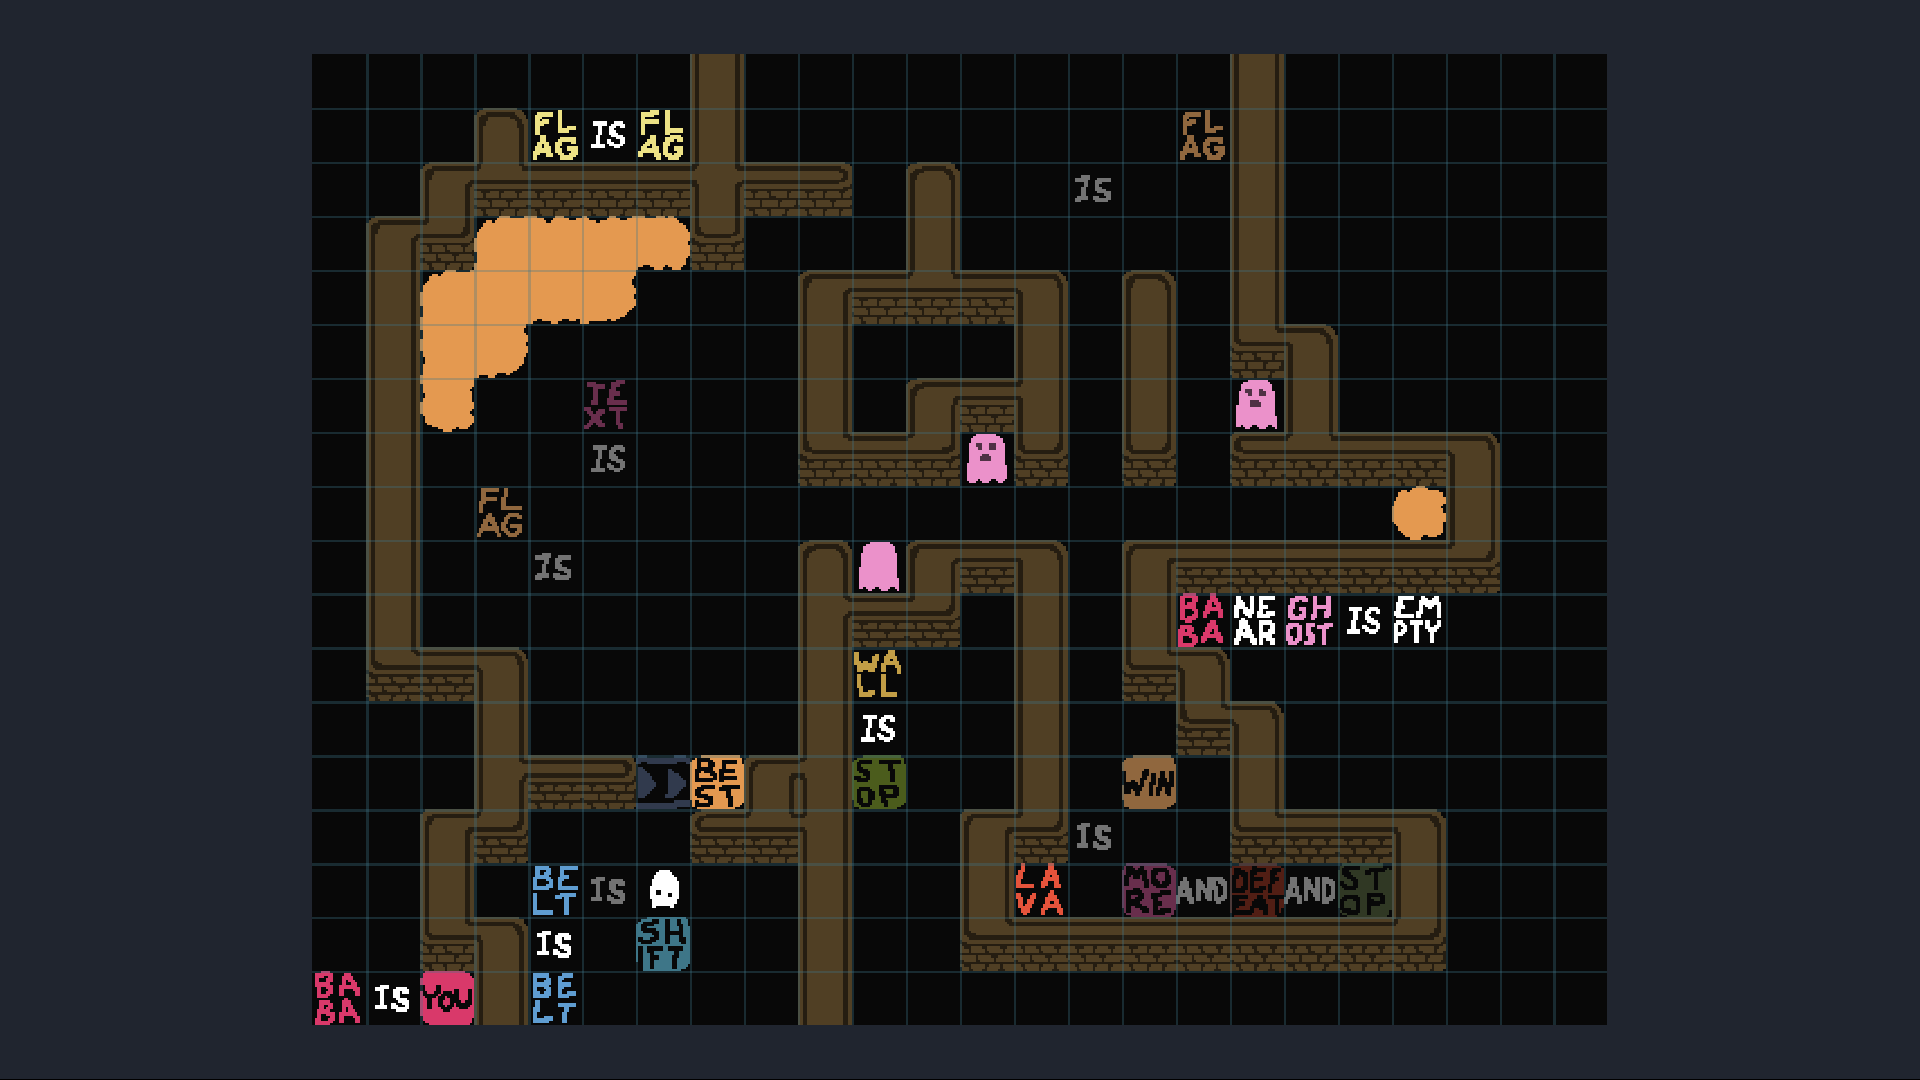 FLAG IS FLAG
FLAG
IS
TEXT
IS
FLAG
IS
BABA NEAR GHOST IS EMPTY
WALL
IS
BEST STOP WIN
IS
BELT IS LAVA MORE AND DEFEAT AND STOP
IS SHIFT
BABA IS YOU BELT